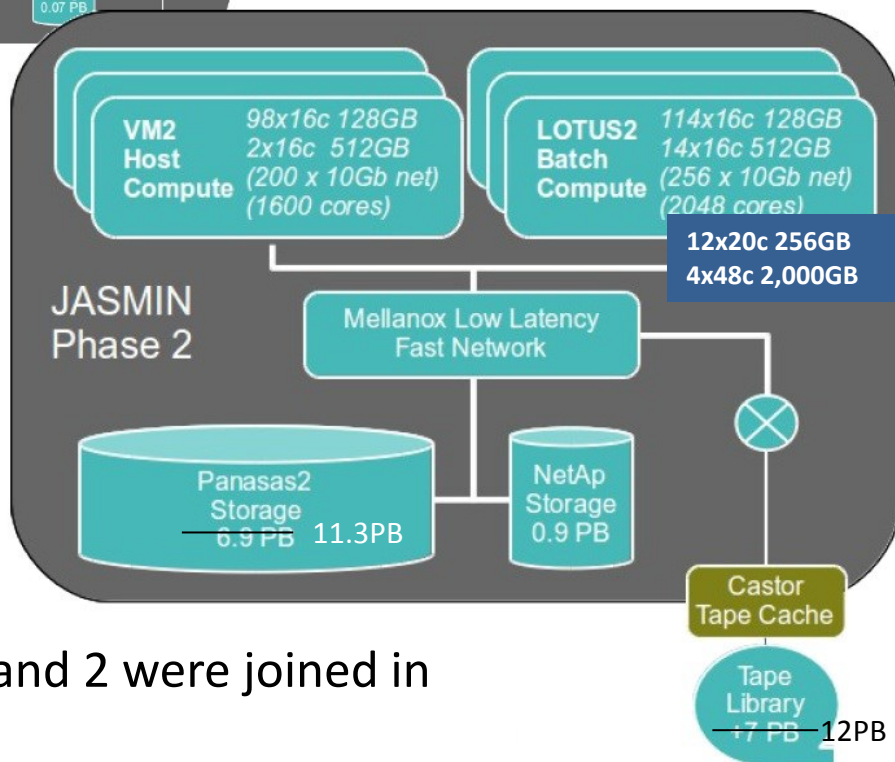 0.07 PB
VM2
Host
Compute
98x16c 128GB
2x16c 512GB
(200 x 10Gb net)
(1600 cores)
LOTUS2
Batch
Compute
114x16c 128GB
14x16c 512GB
(256 x 10Gb net)
(2048 cores)
12x20c 256GB
4x48c 2,000GB
JASMIN
Phase 2
Mellanox Low Latency
Fast Network
Panasas2
Storage
6.9 PB 11.3PB
NetAp
Storage
0.9 PB
Castor
Tape Cache
and 2 were joined in
Tape
Library
+7 PB 12PB